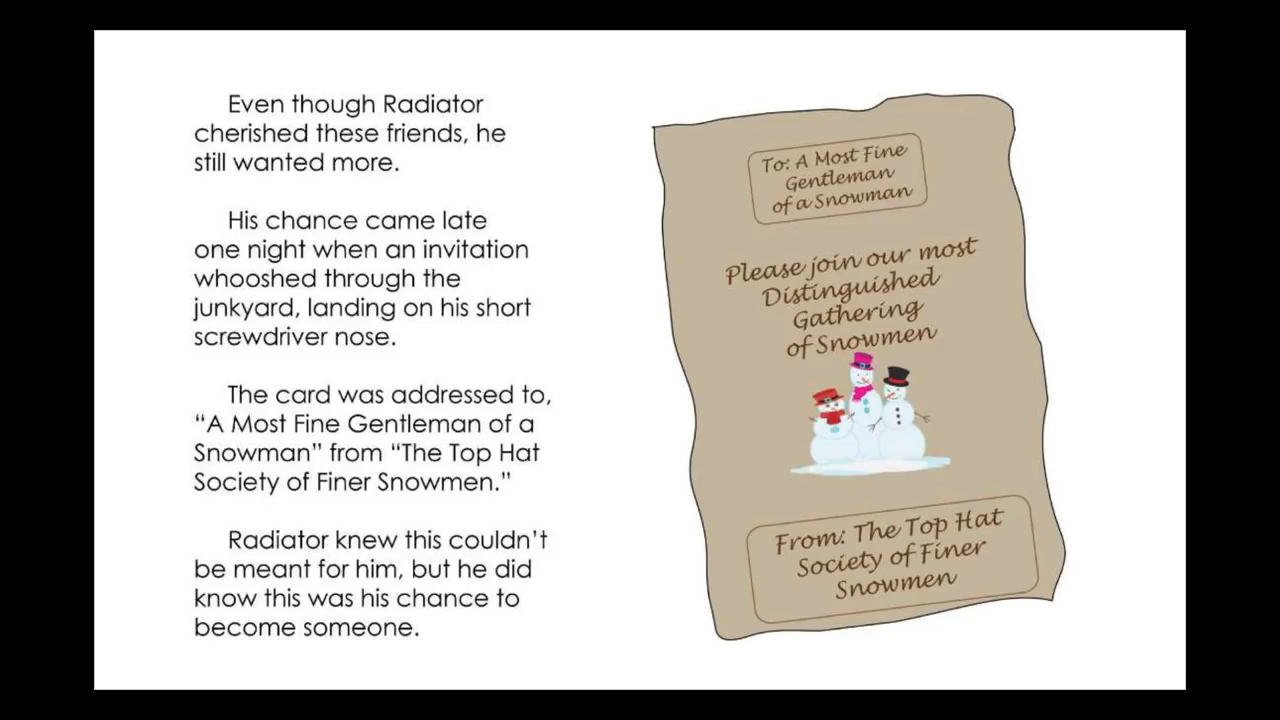 Even though Radiator
cherished these friends, he
still wanted more.
His chance came late
one night when an invitation
whooshed through the
junkyard, landing on his short
screwdriver nose.
The card was addressed to,
“A Most Fine Gentleman of a
Snowman” from “The Top Hat
Society of Finer Snowmen.”
Radiator knew this couldn’t
be meant for him, but he did
know this was his chance to
become someone.
To: A Most Fine
Gentleman
of a Snowman
Please join our most
Distinguished
Gathering
of Snowmen
From: The Top Hat
Society of Finer
Snowmen